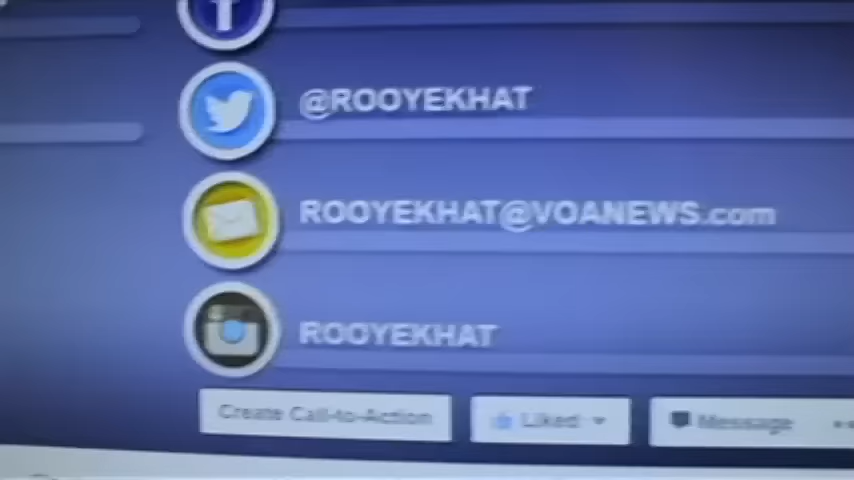 @ROOYEKHAT
ROOYEKHAT@VOANEWS.com
ROOYEKHAT
Create Call-to-Action
Liked
Message